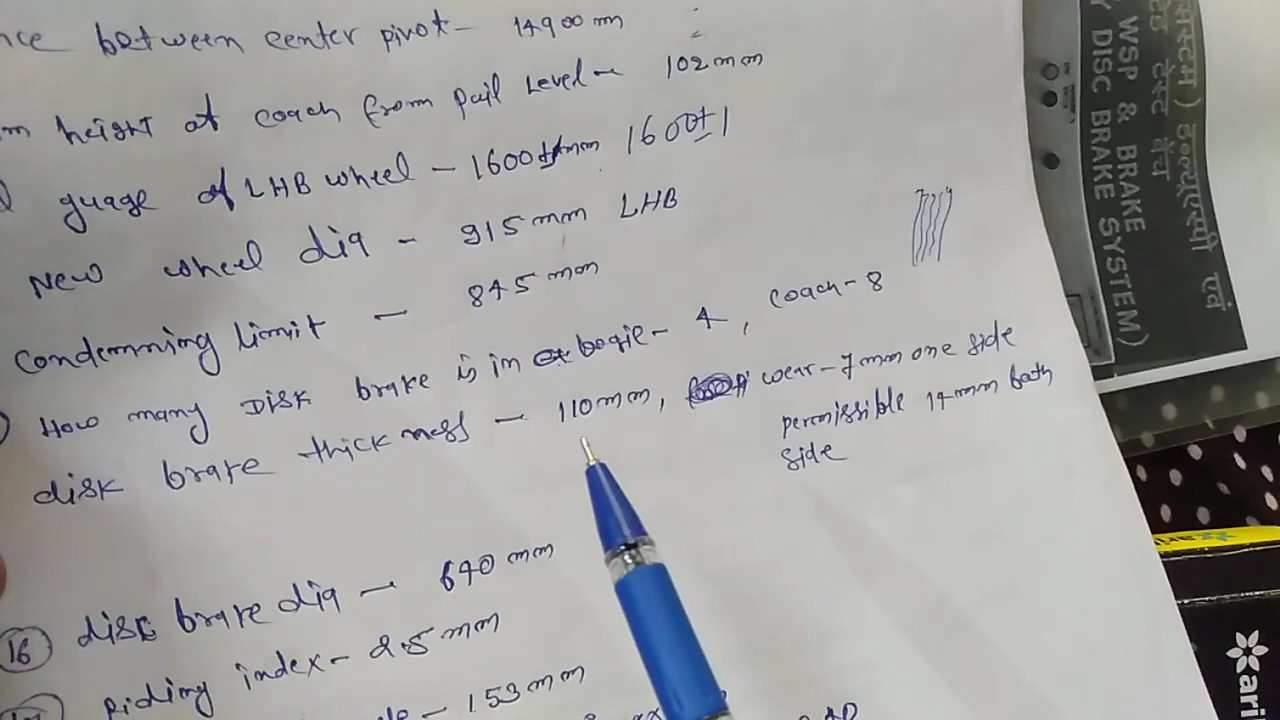 nce between center pivot - 14900 m
m height of coach from rail level - 102 mm
guage of LHB wheel - 1600 mm 1600±1
New wheel dia - 915 mm LHB
Condemning limit - 845 mm
How many Disk brake is in bogie - 4, coach - 8
disk brake thickness - 110 mm, wear - 7 mm one side
permissible 14 mm both
side
16 disk brake dia - 640 mm
riding index - 2.5 mm
- 153 mm
WSP & BRAKE
DISC BRAKE SYSTEM)
टेस्ट बेंच
एवं
ari